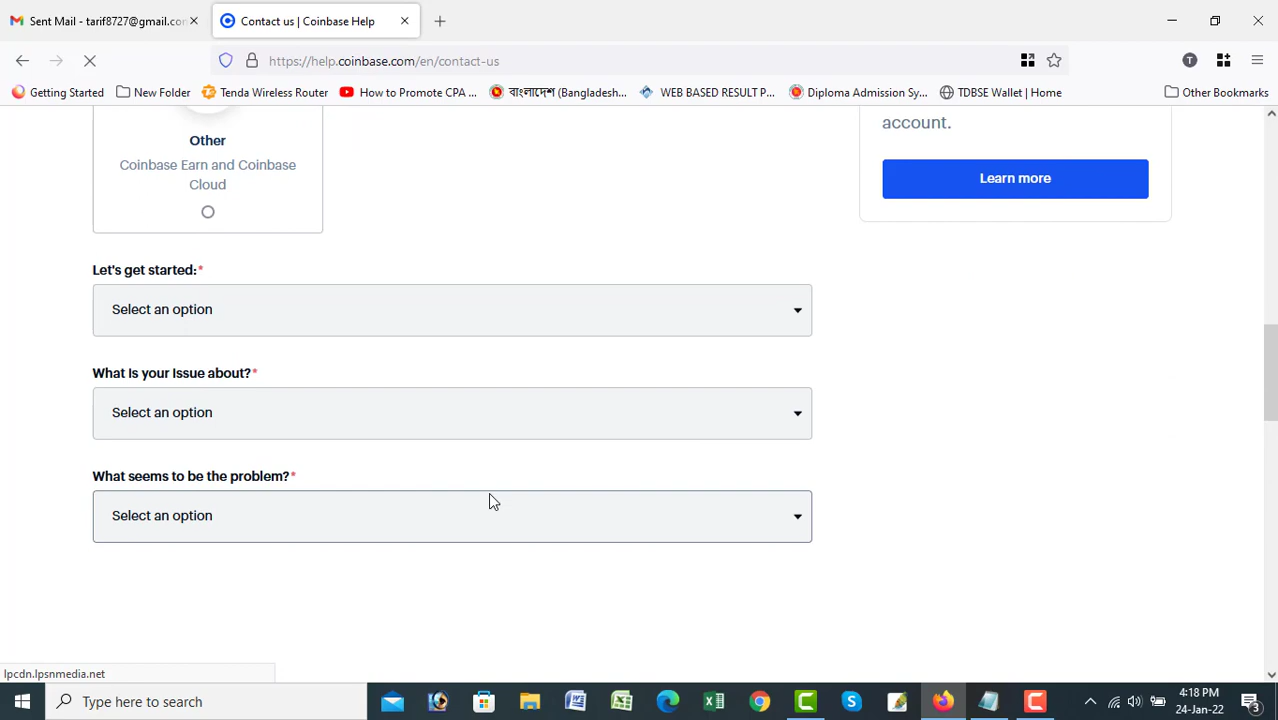 Sent Mail - tarif8727@gmail.con
Contact us | Coinbase Help
https://help.coinbase.com/en/contact-us
Getting Started
New Folder
Tenda Wireless Router
How to Promote CPA ...
বাংলাদেশ (Bangladesh...
WEB BASED RESULT P...
Diploma Admission Sy...
TDBSE Wallet | Home
Other Bookmarks
Other
Coinbase Earn and Coinbase
Cloud
account.
Learn more
Let's get started:*
Select an option
What is your issue about?*
Select an option
What seems to be the problem?*
Select an option
lpcdn.lpsnmedia.net
Type here to search
4:18 PM
24-Jan-22
3